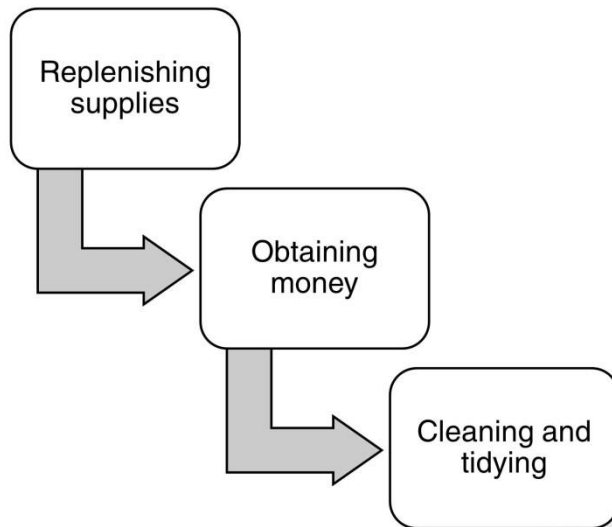 Replenishing
supplies
Obtaining
money
Cleaning and
tidying